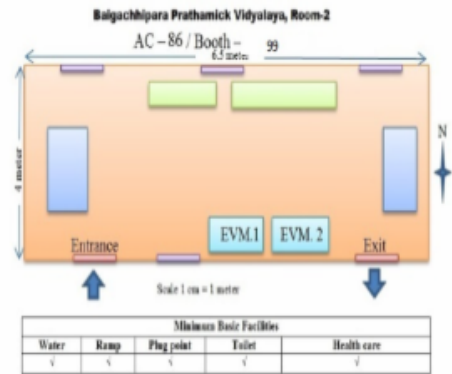 Balgachhipara Prathamick Vidyalaya, Room-2
AC – 86 / Booth – 99
6.5 meter
4 meter
N
EVM.1 EVM. 2
Entrance Exit
Scale 1 cm = 1 meter
Minimum Basic Facilities
Water Ramp Plug point Toilet Health care
√ √ √ √ √